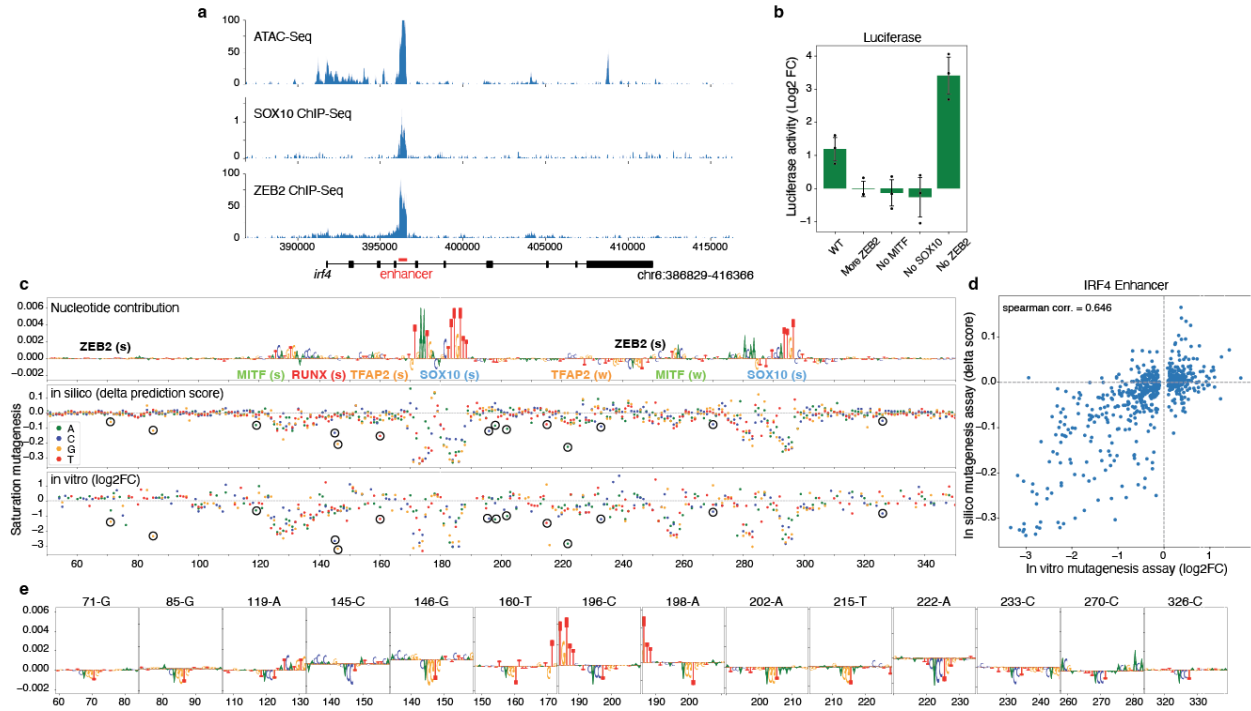 a
ATAC-Seq
100
50
0
SOX10 ChIP-Seq
1
0
ZEB2 ChIP-Seq
100
50
0
390000 395000 400000 405000 410000 415000
irf4 enhancer chr6:386829-416366
b
Luciferase
Luciferase activity (Log2 FC)
4
3
2
1
0
−1
WT More ZEB2 No MITF No SOX10 No ZEB2
c
Saturation mutagenesis
Nucleotide contribution
0.006
0.004
0.002
0.000
−0.002
ZEB2 (s) ZEB2 (s)
MITF (s) RUNX (s) TFAP2 (s) SOX10 (s) TFAP2 (w) MITF (w) SOX10 (s)
in silico (delta prediction score)
0.1
0.0
−0.1
−0.2
−0.3
A
C
G
T
in vitro (log2FC)
1
0
−1
−2
−3
60 80 100 120 140 160 180 200 220 240 260 280 300 320 340
d
IRF4 Enhancer
spearman corr. = 0.646
In silico mutagenesis assay (delta score)
0.1
0.0
−0.1
−0.2
−0.3
−3 −2 −1 0 1
In vitro mutagenesis assay (log2FC)
e
71-G 85-G 119-A 145-C 146-G 160-T 196-C 198-A 202-A 215-T 222-A 233-C 270-C 326-C
0.006
0.004
0.002
0.000
−0.002
60 70 80 80 90 110 120 130 140 150 140 150 150 160 170 190 200 190 200 200 210 210 220 220 230 230 240 260 270 280 320 330